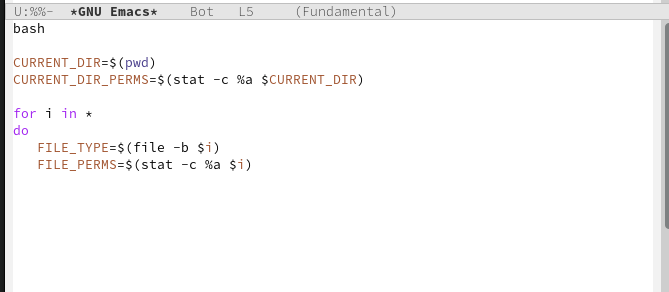 U:%%-  *GNU Emacs*    Bot   L5     (Fundamental)
bash

CURRENT_DIR=$(pwd)
CURRENT_DIR_PERMS=$(stat -c %a $CURRENT_DIR)

for i in *
do
   FILE_TYPE=$(file -b $i)
   FILE_PERMS=$(stat -c %a $i)